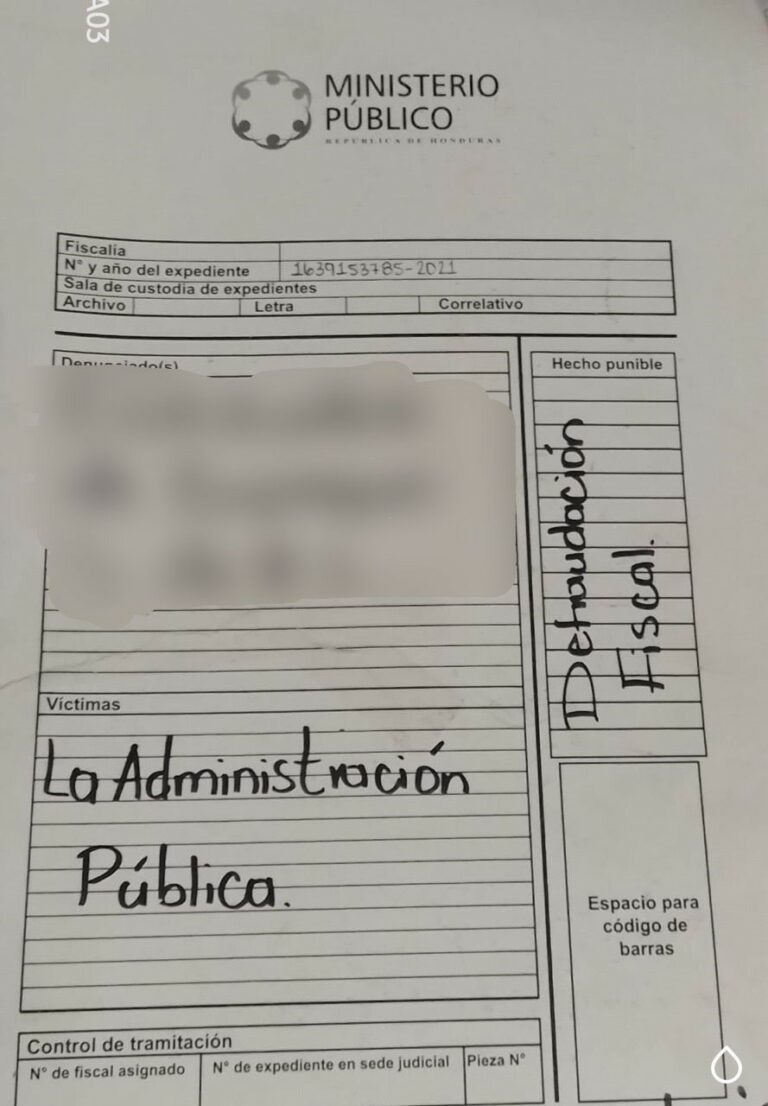 A03
MINISTERIO
PÚBLICO
REPÚBLICA DE HONDURAS
Fiscalía
N° y año del expediente 1639153785-2021
Sala de custodia de expedientes
Archivo Letra Correlativo
Denunciado(s)
Hecho punible
Defraudación
Fiscal.
Víctimas
La Administración
Pública.
Espacio para
código de
barras
Control de tramitación
N° de fiscal asignado N° de expediente en sede judicial Pieza N°